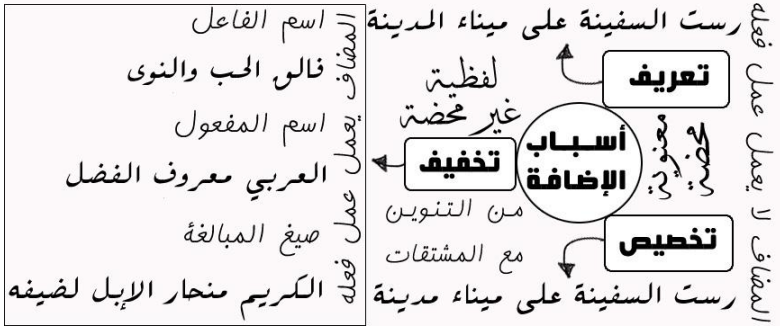 رست السفينة على ميناء المدينة
تعريف
المضاف لا يعمل عمل فعله
معنوية
محضة
أسباب
الإضافة
لفظية
غير محضة
تخفيف
من التنوين
مع المشتقات
تخصيص
رست السفينة على ميناء مدينة
المضاف يعمل عمل فعله
اسم الفاعل
فالق الحب والنوى
اسم المفعول
العربي معروف الفضل
صيغ المبالغة
الكريم منحار الإبل لضيفه